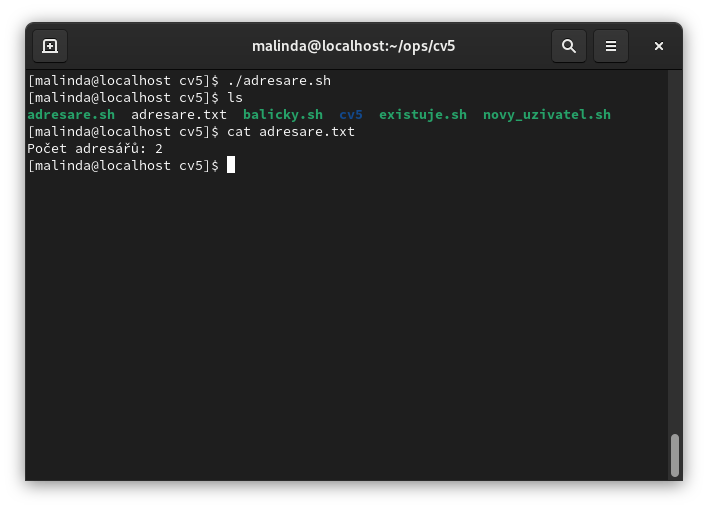 malinda@localhost:~/ops/cv5
[malinda@localhost cv5]$ ./adresare.sh
[malinda@localhost cv5]$ ls
adresare.sh  adresare.txt  balicky.sh  cv5  existuje.sh  novy_uzivatel.sh
[malinda@localhost cv5]$ cat adresare.txt
Počet adresářů: 2
[malinda@localhost cv5]$